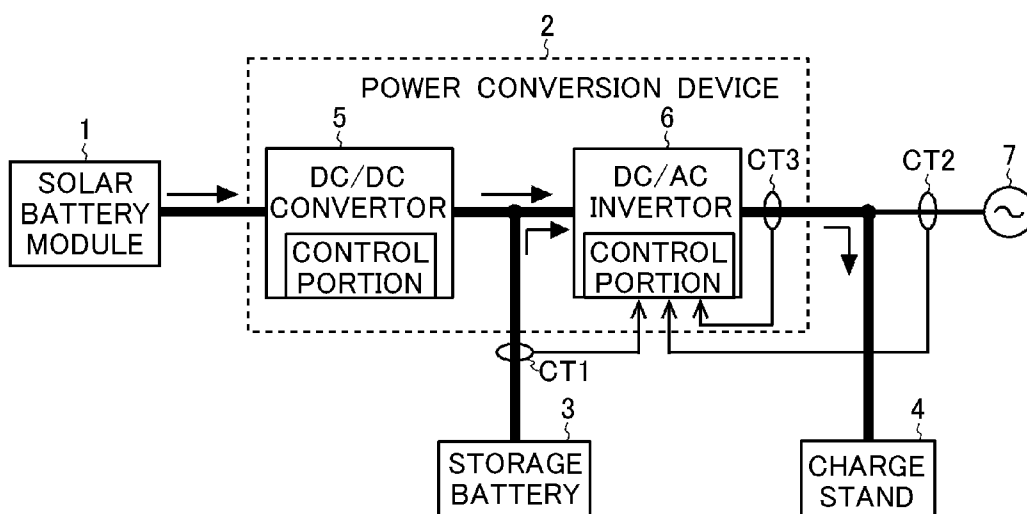 2
POWER CONVERSION DEVICE
1
SOLAR
BATTERY
MODULE
5
DC/DC
CONVERTOR
CONTROL
PORTION
6
DC/AC
INVERTOR
CONTROL
PORTION
CT3
CT2
7
CT1
3
STORAGE
BATTERY
4
CHARGE
STAND